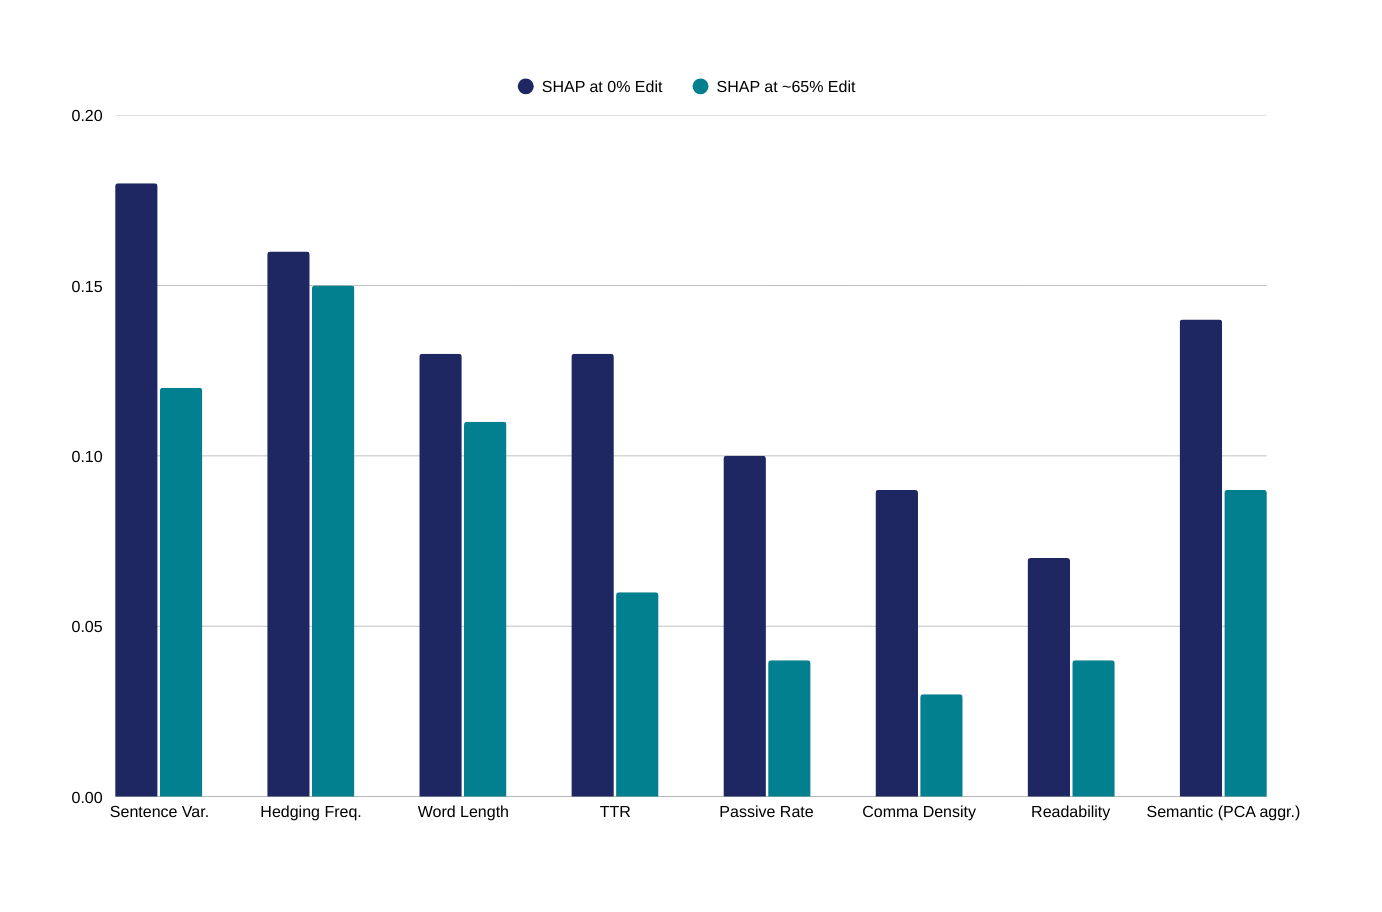 SHAP at 0% Edit SHAP at ~65% Edit
0.20
0.15
0.10
0.05
0.00
Sentence Var. Hedging Freq. Word Length TTR Passive Rate Comma Density Readability Semantic (PCA aggr.)